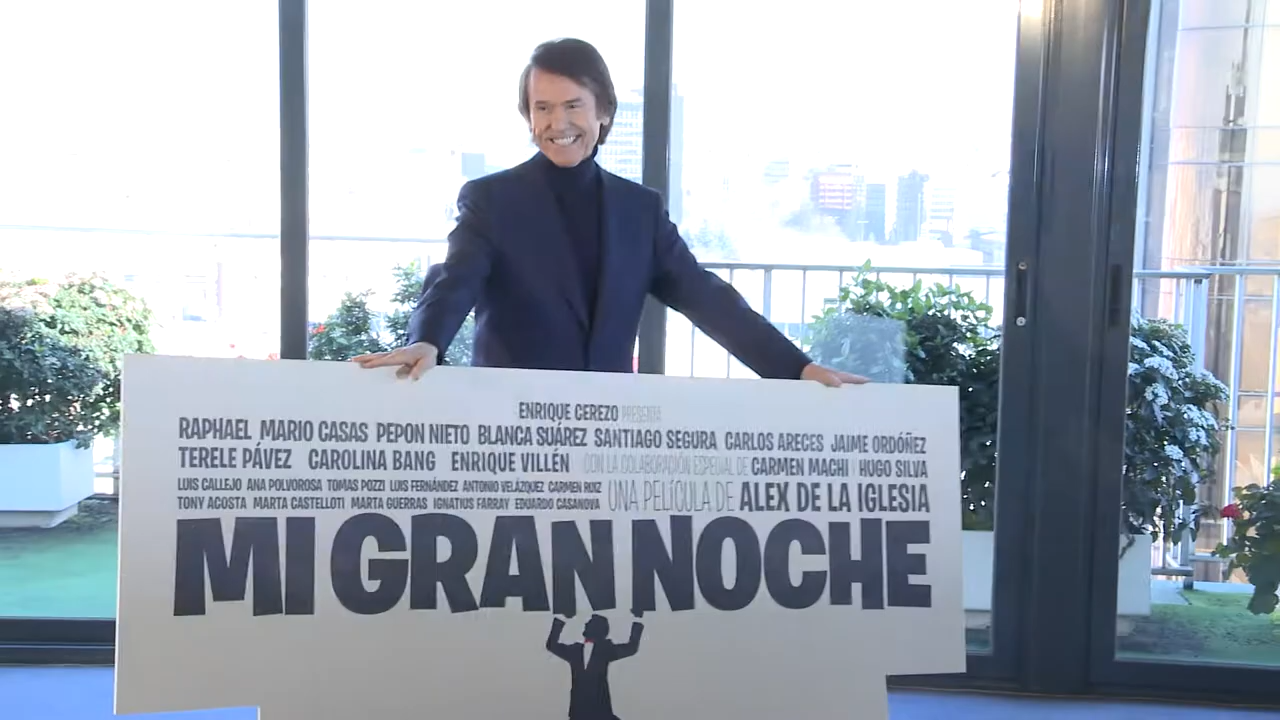 ENRIQUE CEREZO PRESENTA
RAPHAEL MARIO CASAS PEPON NIETO BLANCA SUÁREZ SANTIAGO SEGURA CARLOS ARECES JAIME ORDÓÑEZ
TERELE PÁVEZ CAROLINA BANG ENRIQUE VILLÉN CON LA COLABORACIÓN ESPECIAL DE CARMEN MACHI HUGO SILVA
LUIS CALLEJO ANA POLVOROSA TOMAS POZZI LUIS FERNÁNDEZ ANTONIO VELÁZQUEZ CARMEN RUIZ
TONY ACOSTA MARTA CASTELLOTI MARTA GUERRAS IGNATIUS FARRAY EDUARDO CASANOVA
UNA PELÍCULA DE ALEX DE LA IGLESIA
MI GRAN NOCHE